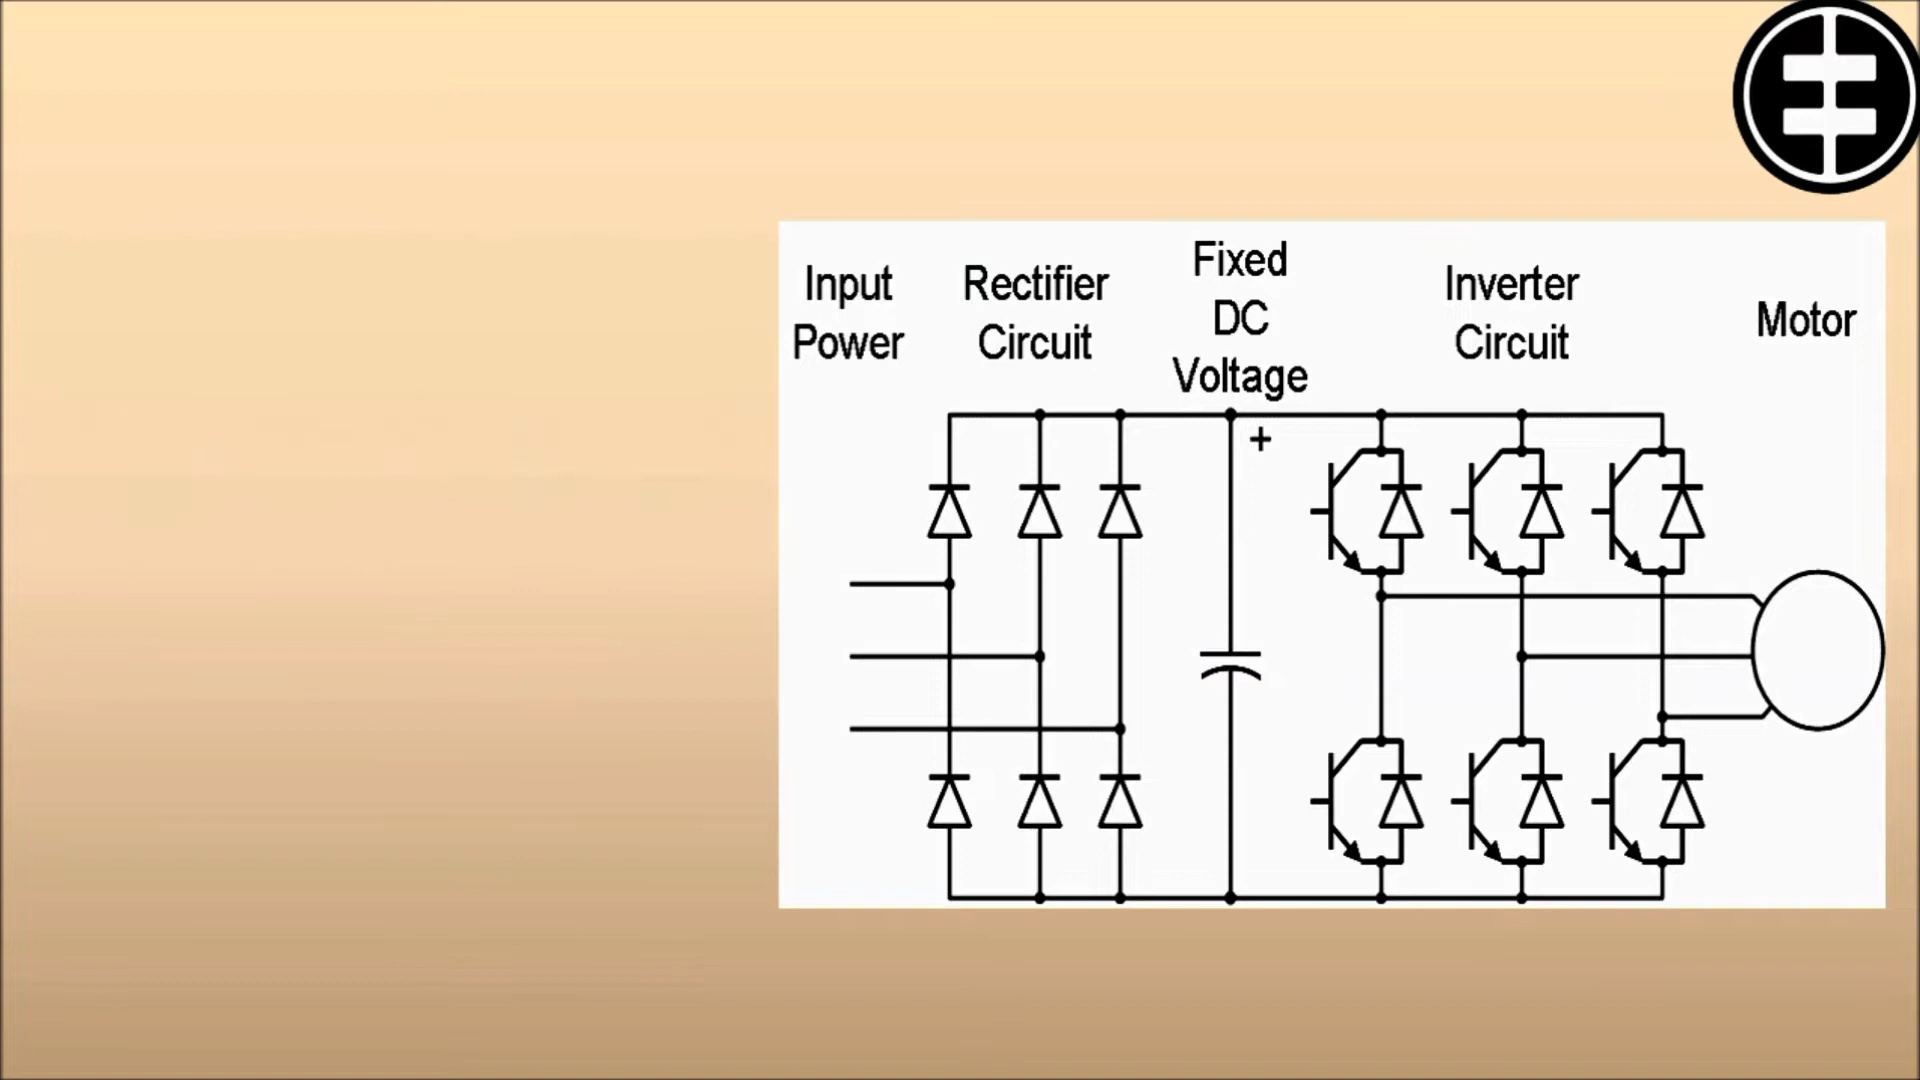 Input
Power
Rectifier
Circuit
Fixed
DC
Voltage
+
Inverter
Circuit
Motor